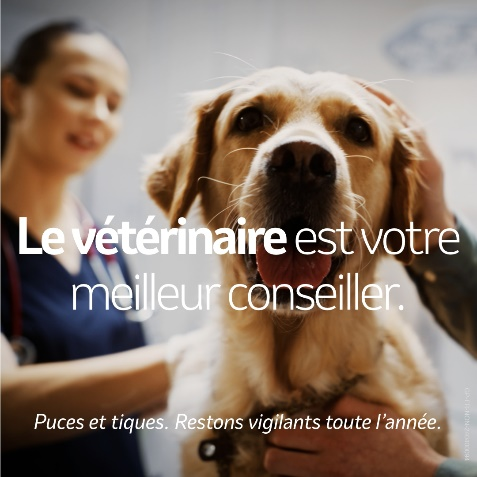 Le vétérinaire est votre
meilleur conseiller.
Puces et tiques. Restons vigilants toute l’année.